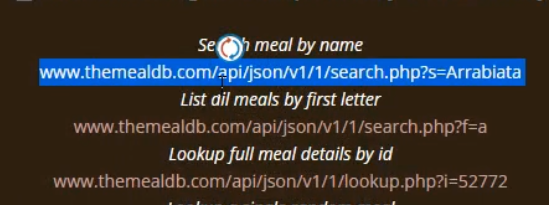 Search meal by name
www.themealdb.com/api/json/v1/1/search.php?s=Arrabiata
List all meals by first letter
www.themealdb.com/api/json/v1/1/search.php?f=a
Lookup full meal details by id
www.themealdb.com/api/json/v1/1/lookup.php?i=52772